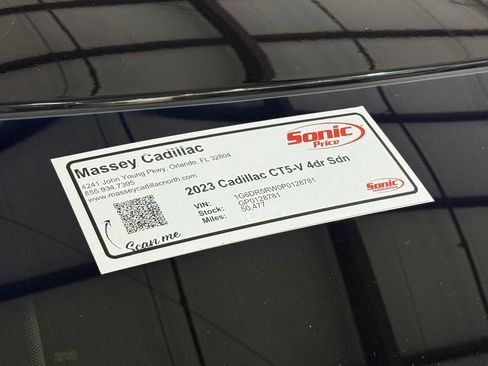 Massey Cadillac
4241 John Young Pkwy, Orlando, FL 32804
855.934.7395
www.masseycadillacnorth.com
Sonic
Price
2023 Cadillac CT5-V 4dr Sdn
VIN: 1G6DR5RW0P0128781
Stock: GP0128781
Miles: 50,477
Scan me
Sonic